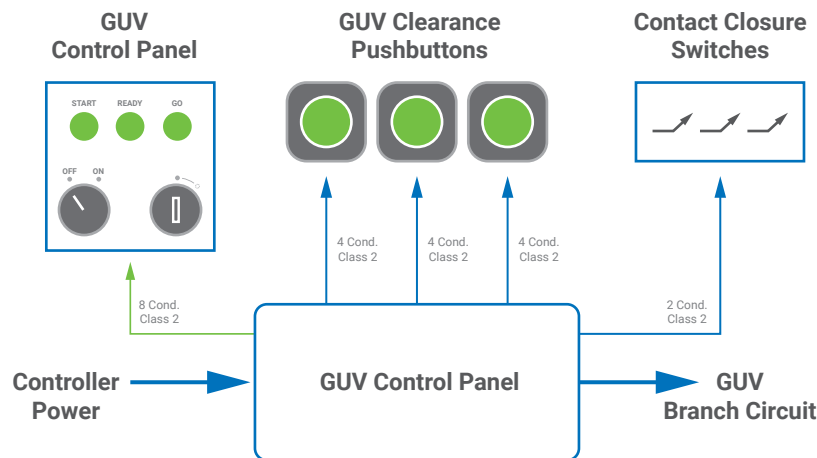 GUV
Control Panel
GUV Clearance
Pushbuttons
Contact Closure
Switches
START READY GO
OFF ON
4 Cond.
Class 2
4 Cond.
Class 2
4 Cond.
Class 2
8 Cond.
Class 2
2 Cond.
Class 2
Controller
Power
GUV Control Panel
GUV
Branch Circuit